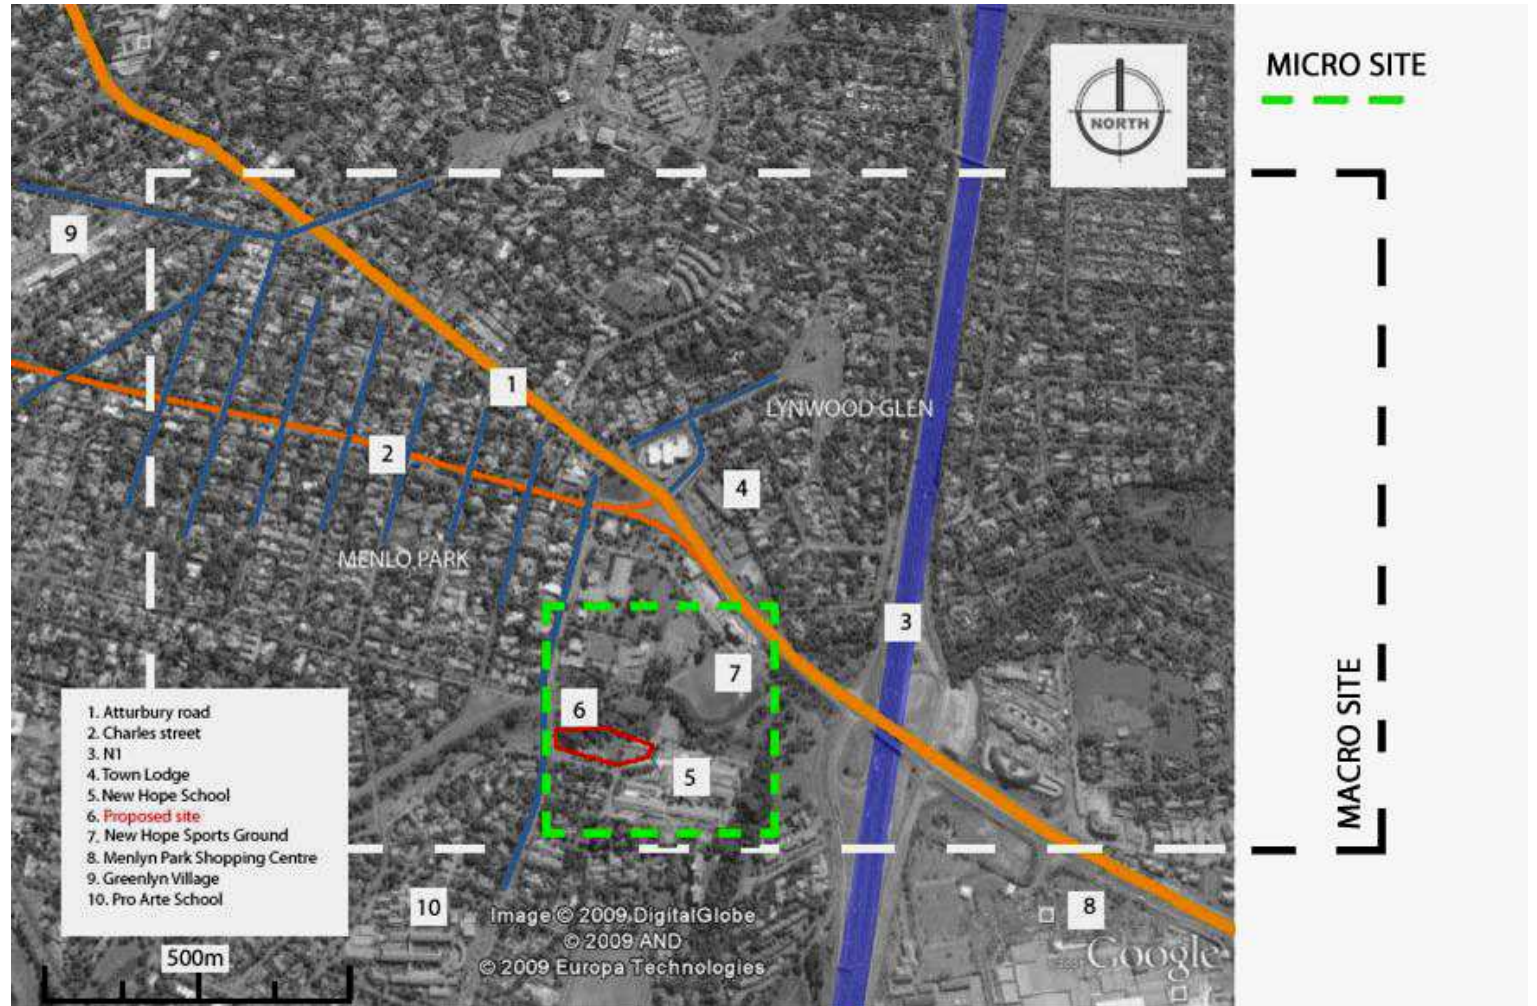 MICRO SITE
NORTH
9
1
LYNWOOD GLEN
2
4
MENLO PARK
3
7
6
5
MACRO SITE
1. Atturbury road
2. Charles street
3. N1
4. Town Lodge
5. New Hope School
6. Proposed site
7. New Hope Sports Ground
8. Menlyn Park Shopping Centre
9. Greenlyn Village
10. Pro Arte School
10
8
Image © 2009 DigitalGlobe
© 2009 AND
© 2009 Europa Technologies
Google
500m